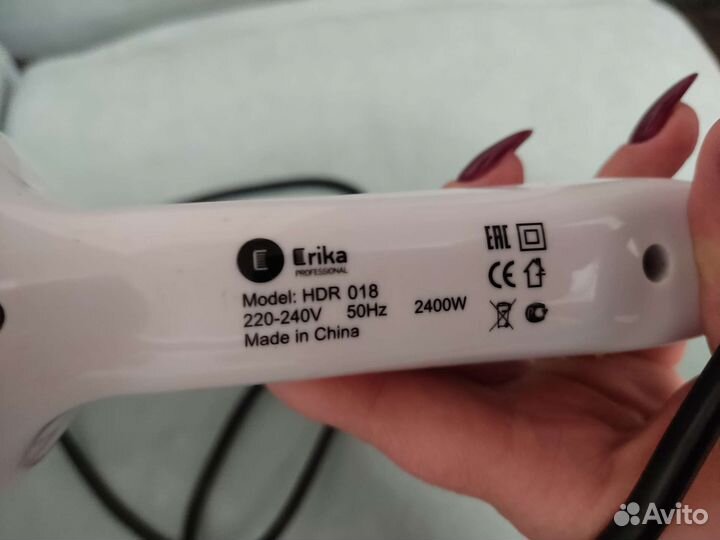 Erika
PROFESSIONAL
Model: HDR 018
220-240V 50Hz 2400W
Made in China
EAC
CE
Avito